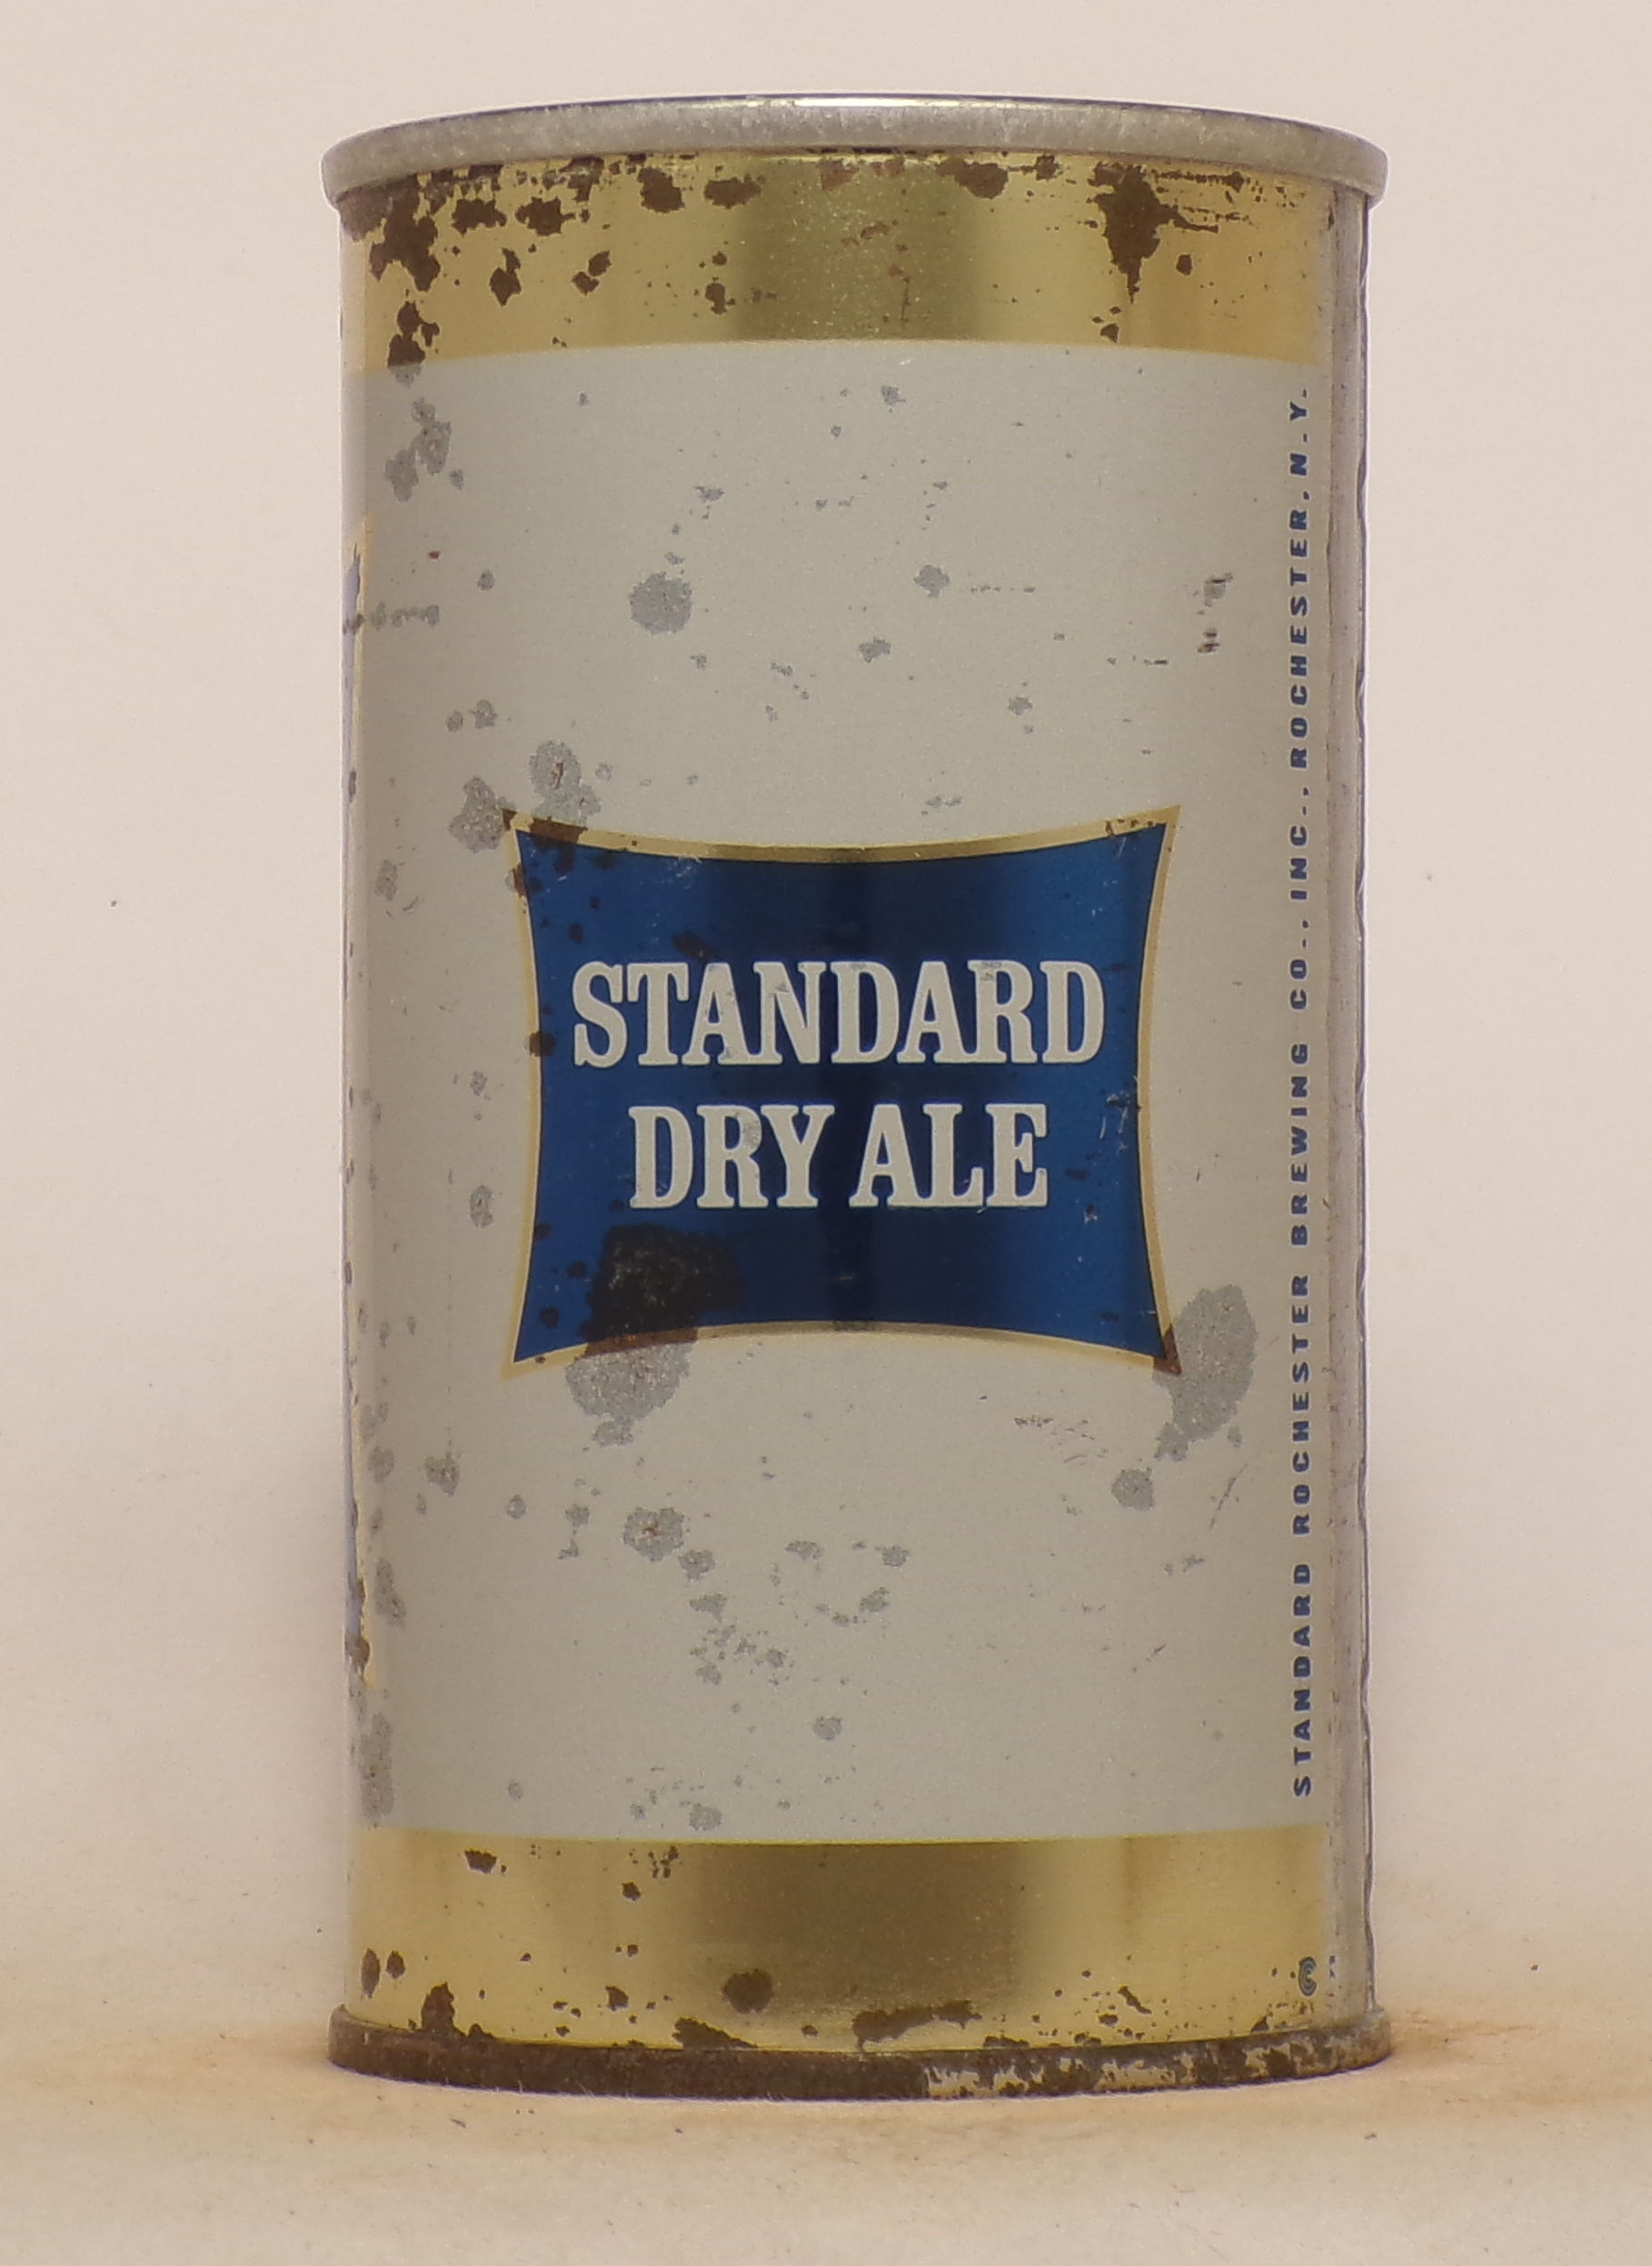 STANDARD
DRY ALE
STANDARD ROCHESTER BREWING CO., INC., ROCHESTER, N.Y.